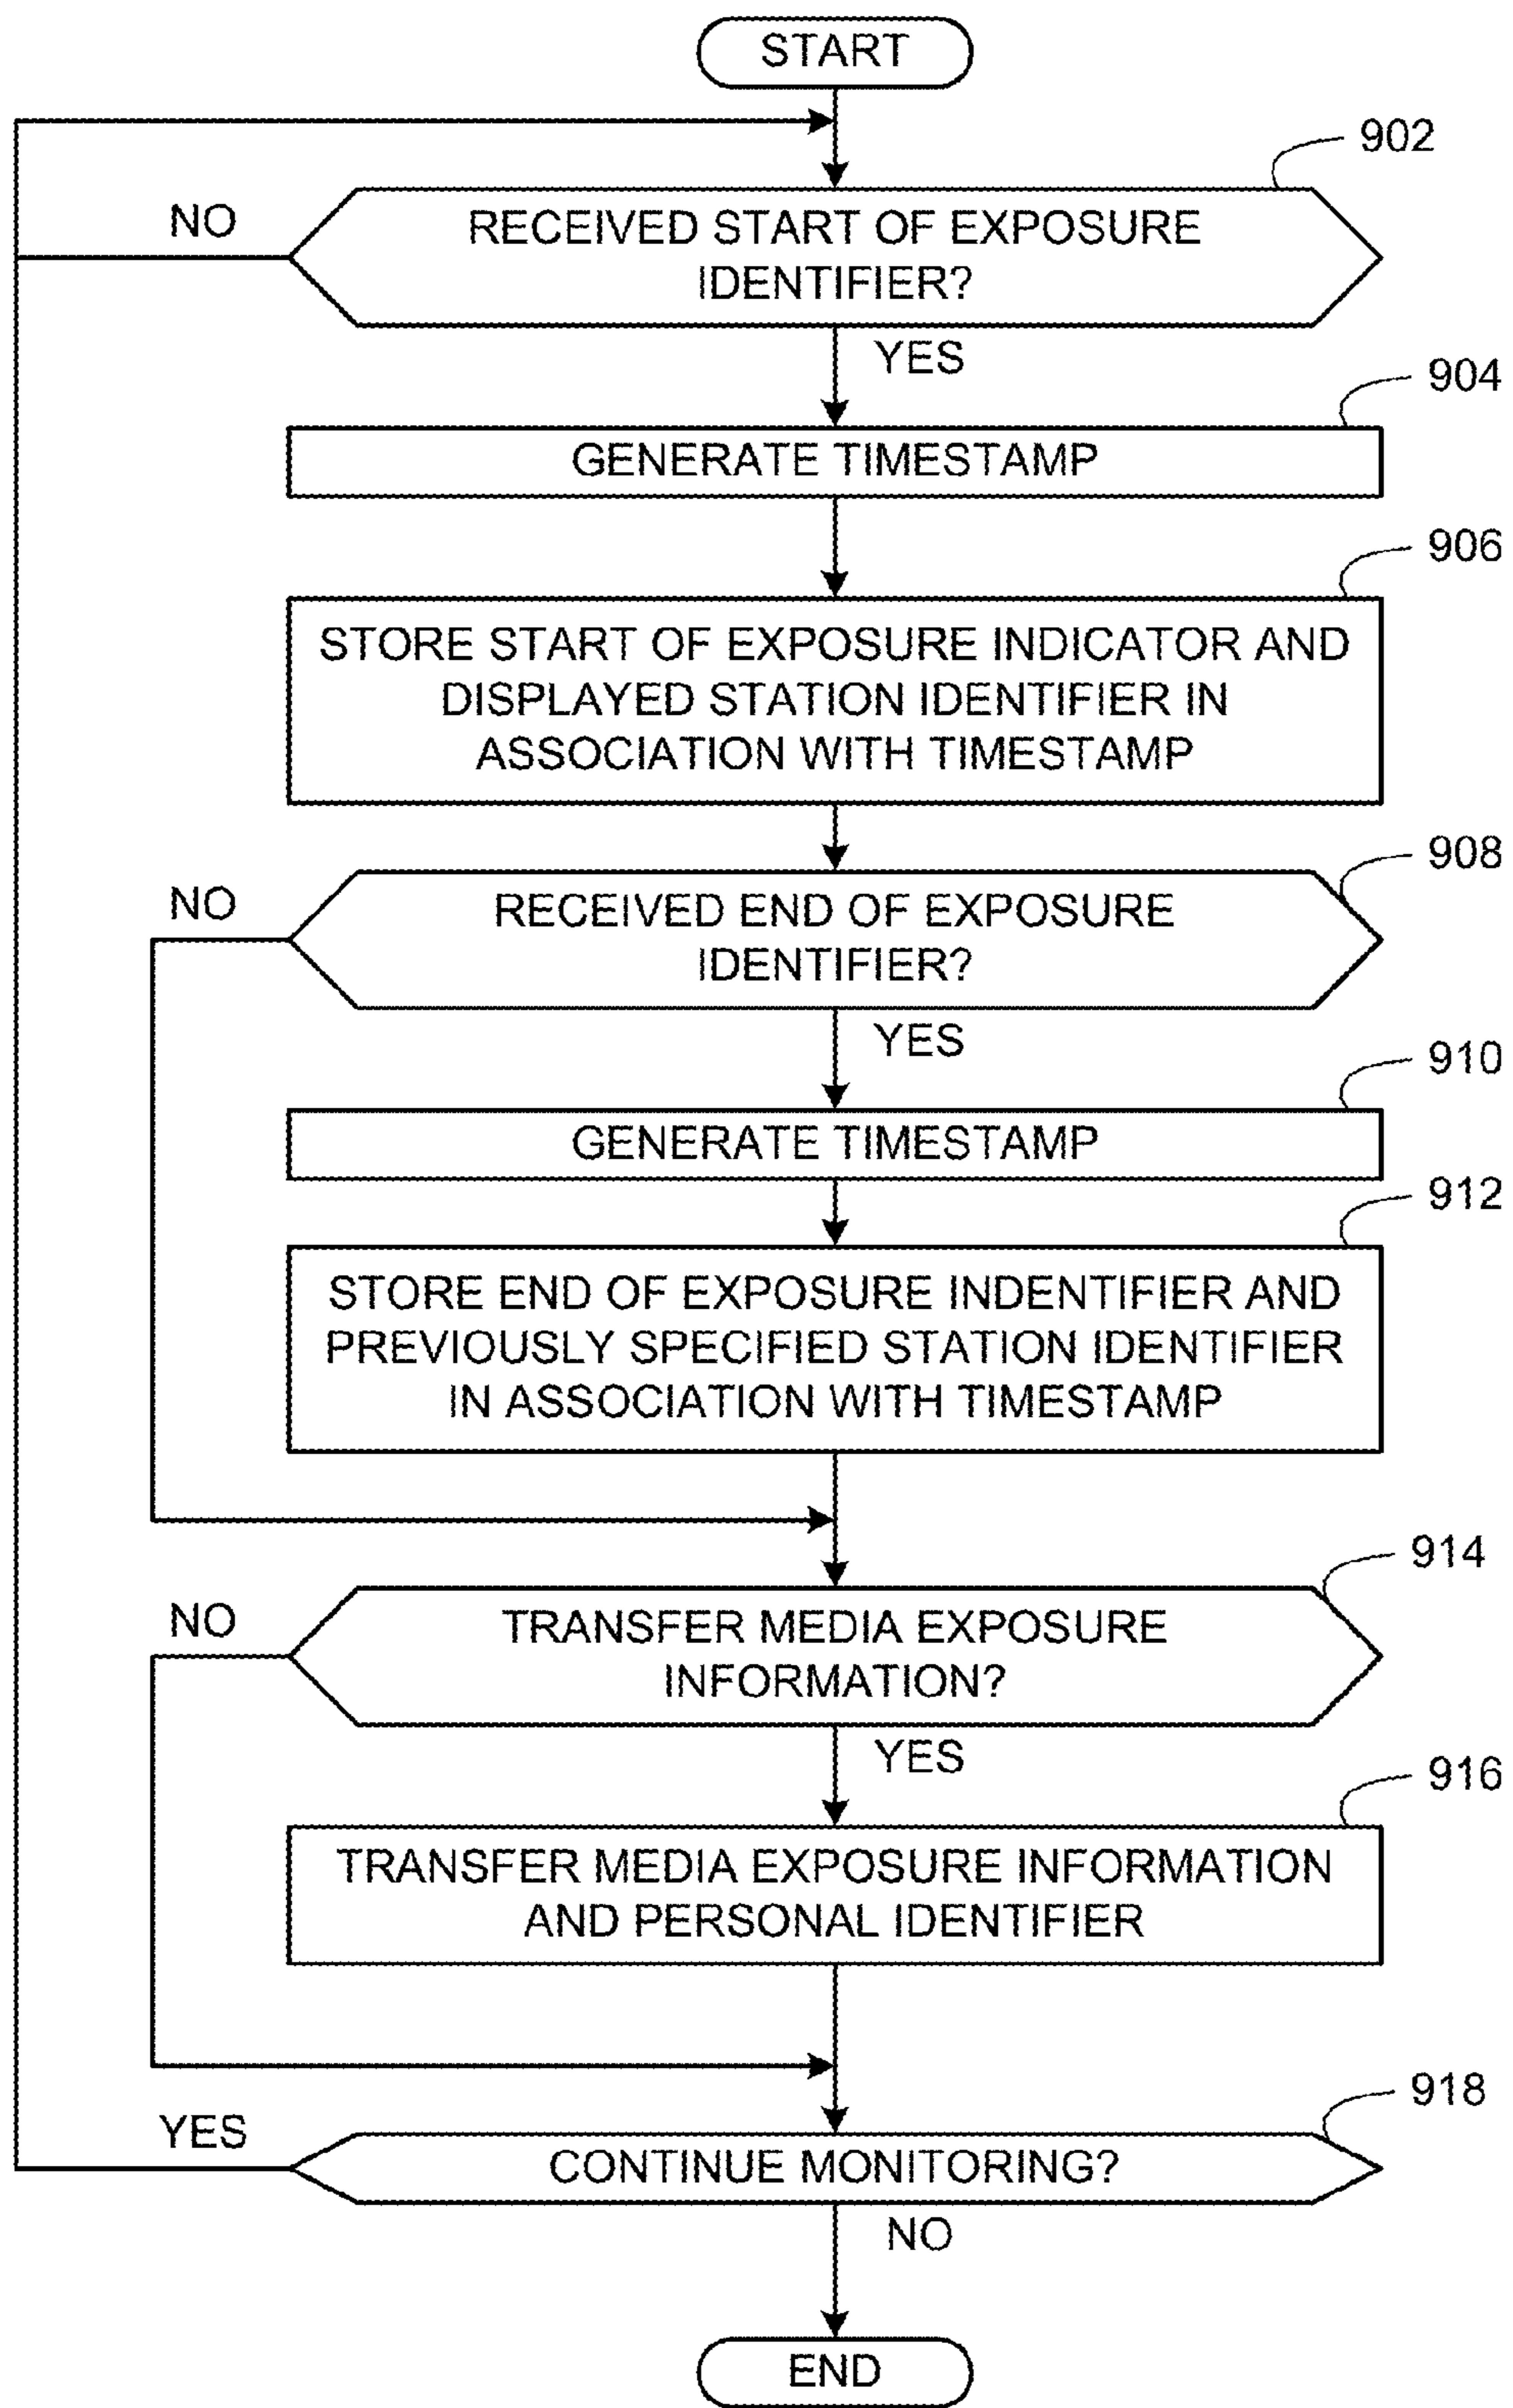 START
902
NO
RECEIVED START OF EXPOSURE
IDENTIFIER?
YES
904
GENERATE TIMESTAMP
906
STORE START OF EXPOSURE INDICATOR AND
DISPLAYED STATION IDENTIFIER IN
ASSOCIATION WITH TIMESTAMP
908
NO
RECEIVED END OF EXPOSURE
IDENTIFIER?
YES
910
GENERATE TIMESTAMP
912
STORE END OF EXPOSURE INDENTIFIER AND
PREVIOUSLY SPECIFIED STATION IDENTIFIER
IN ASSOCIATION WITH TIMESTAMP
914
NO
TRANSFER MEDIA EXPOSURE
INFORMATION?
YES
916
TRANSFER MEDIA EXPOSURE INFORMATION
AND PERSONAL IDENTIFIER
918
YES
CONTINUE MONITORING?
NO
END